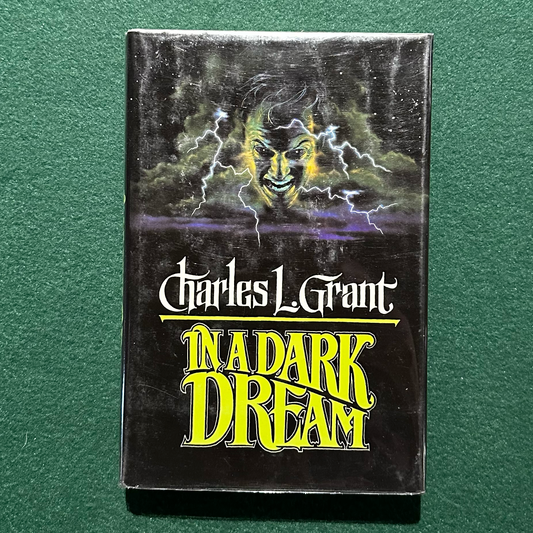 Charles L. Grant
IN A DARK
DREAM